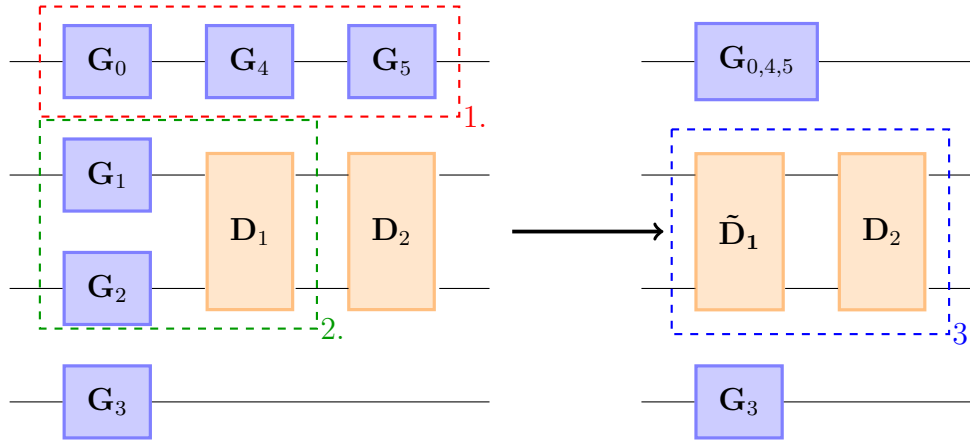 G₀ G₄ G₅ G₀,₄,₅
1.
G₁
D₁ D₂ D̃₁ D₂
G₂
2. 3
G₃ G₃